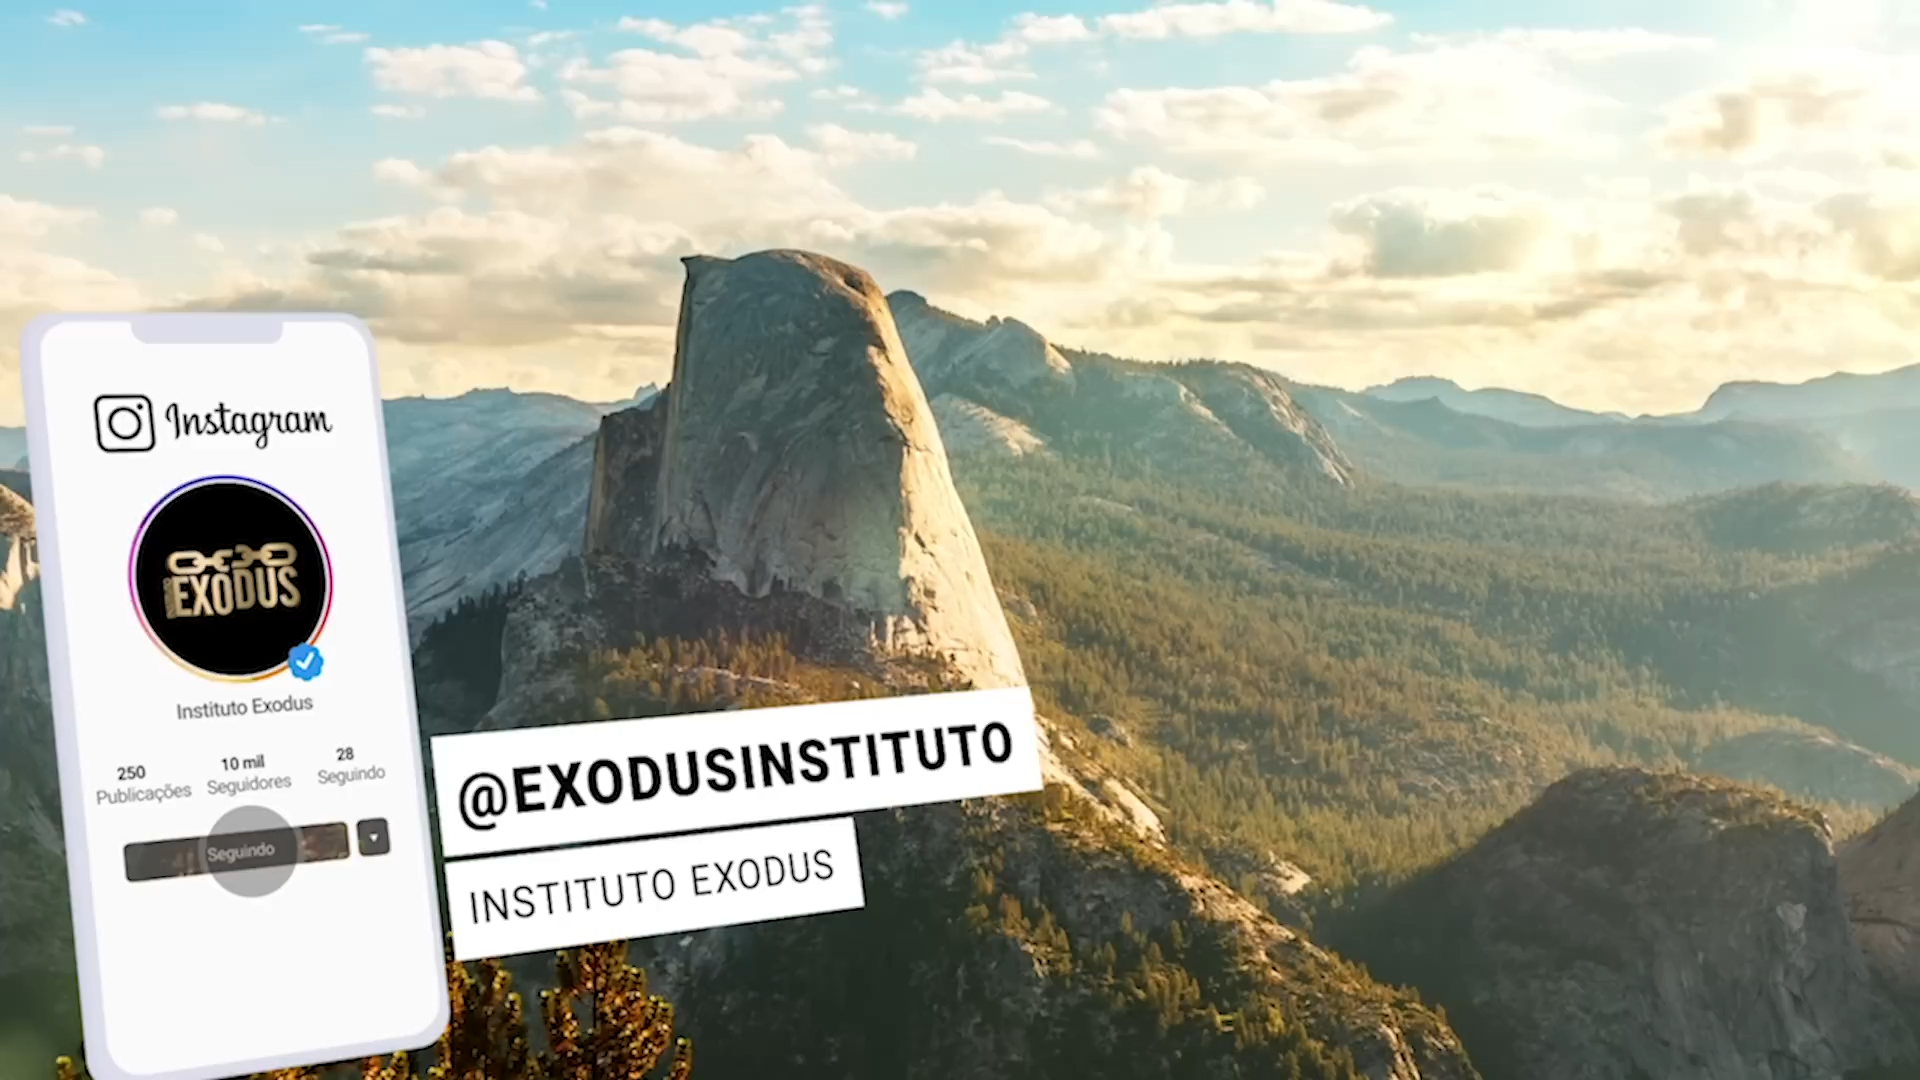 Instagram
EXODUS
Instituto Exodus
250
Publicações
10 mil
Seguidores
28
Seguindo
Seguindo
@EXODUSINSTITUTO
INSTITUTO EXODUS